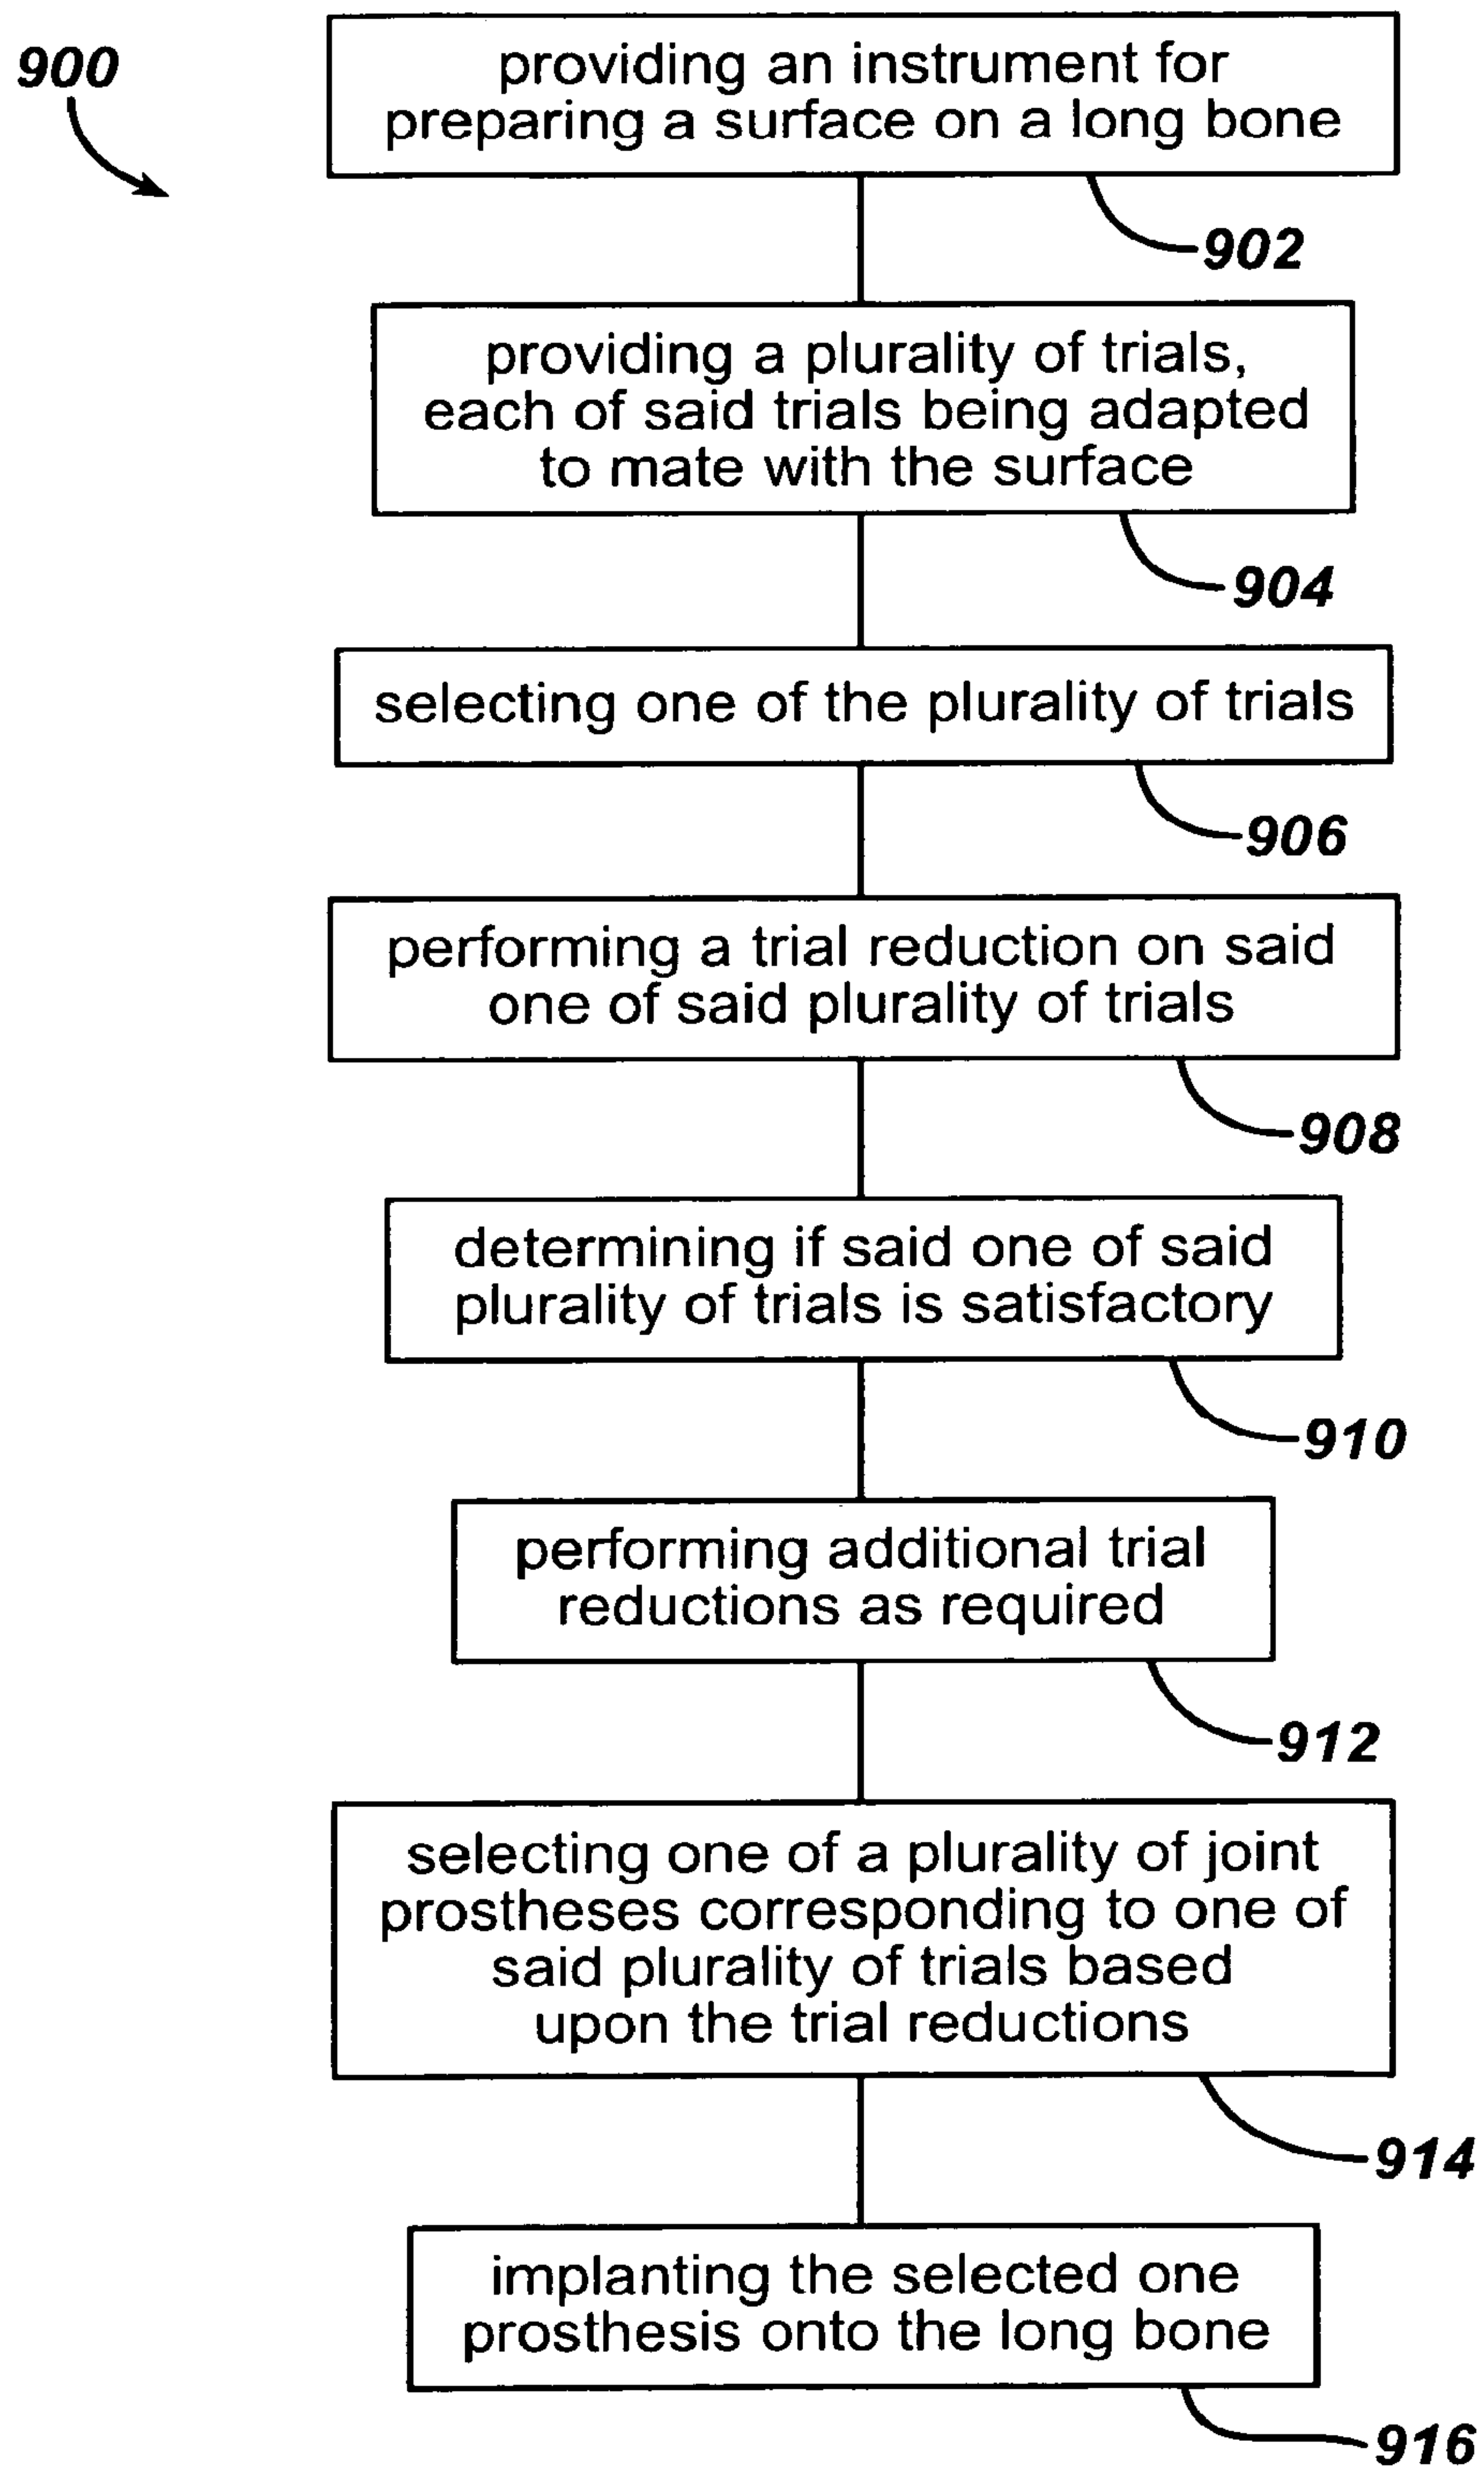 900
providing an instrument for
preparing a surface on a long bone
902
providing a plurality of trials,
each of said trials being adapted
to mate with the surface
904
selecting one of the plurality of trials
906
performing a trial reduction on said
one of said plurality of trials
908
determining if said one of said
plurality of trials is satisfactory
910
performing additional trial
reductions as required
912
selecting one of a plurality of joint
prostheses corresponding to one of
said plurality of trials based
upon the trial reductions
914
implanting the selected one
prosthesis onto the long bone
916